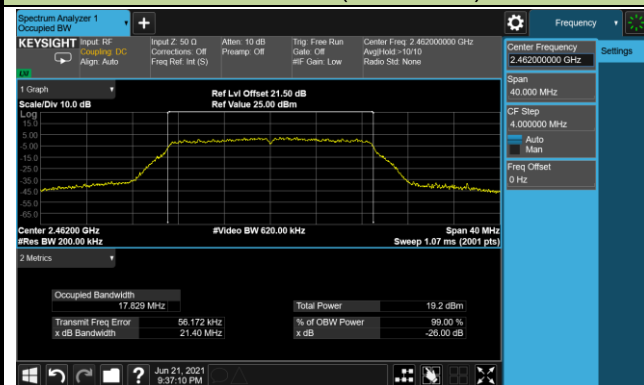 Spectrum Analyzer 1
Occupied BW
+
Frequency
KEYSIGHT
Input: RF
Coupling: DC
Align: Auto
Input Z: 50 Ω
Corrections: Off
Freq Ref: Int (S)
Atten: 10 dB
Preamp: Off
Trig: Free Run
Gate: Off
#IF Gain: Low
Center Freq: 2.462000000 GHz
Avg|Hold:>10/10
Radio Std: None
Center Frequency
2.462000000 GHz
Settings
Span
40.000 MHz
CF Step
4.000000 MHz
Auto
Man
Freq Offset
0 Hz
1 Graph
Scale/Div 10.0 dB
Ref Lvl Offset 21.50 dB
Ref Value 25.00 dBm
Log
15.0
5.00
-5.00
-15.0
-25.0
-35.0
-45.0
-55.0
-65.0
Center 2.46200 GHz
#Res BW 200.00 kHz
#Video BW 620.00 kHz
Span 40 MHz
Sweep 1.07 ms (2001 pts)
2 Metrics
Occupied Bandwidth
17.829 MHz
Total Power 19.2 dBm
Transmit Freq Error 56.172 kHz
% of OBW Power 99.00 %
x dB Bandwidth 21.40 MHz
x dB -26.00 dB
?
Jun 21, 2021
9:37:10 PM